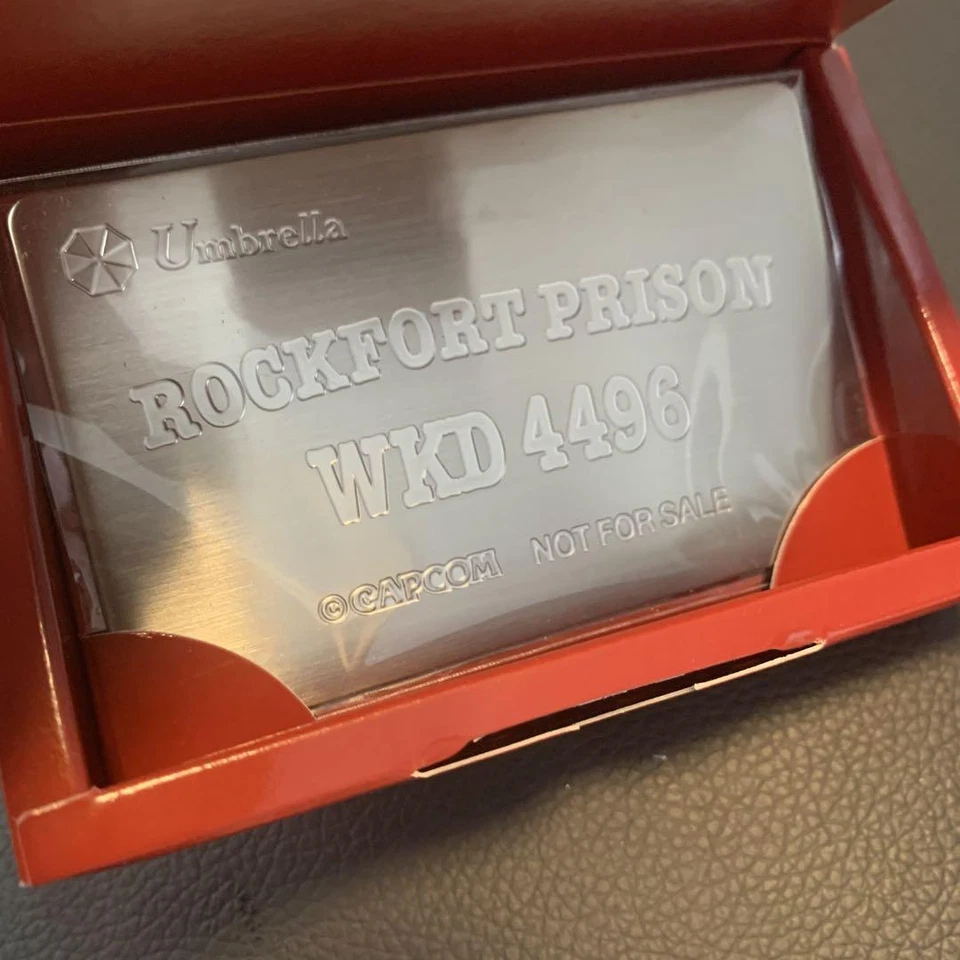 Umbrella
ROCKFORT PRISON
WKD 4496
©CAPCOM NOT FOR SALE